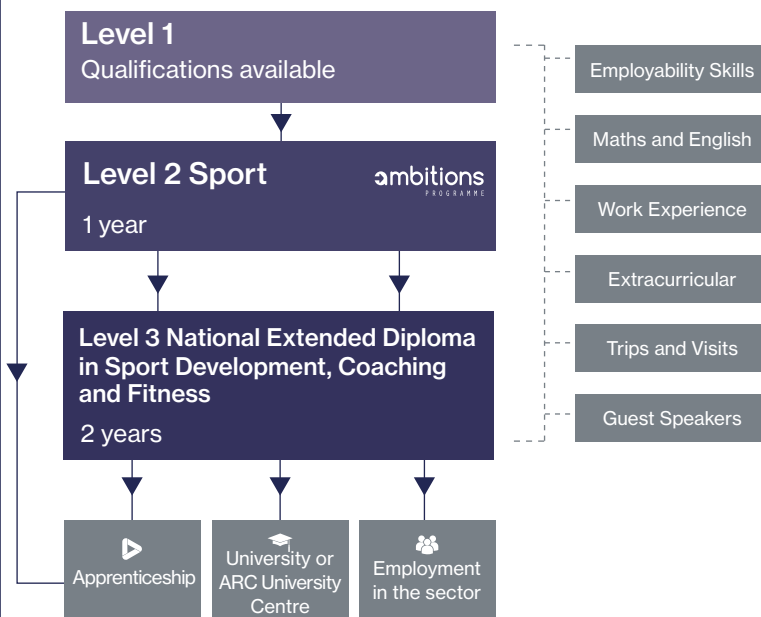 Level 1
Qualifications available
Level 2 Sport
ambitions
PROGRAMME
1 year
Level 3 National Extended Diploma
in Sport Development, Coaching
and Fitness
2 years
Apprenticeship
University or
ARC University
Centre
Employment
in the sector
Employability Skills
Maths and English
Work Experience
Extracurricular
Trips and Visits
Guest Speakers